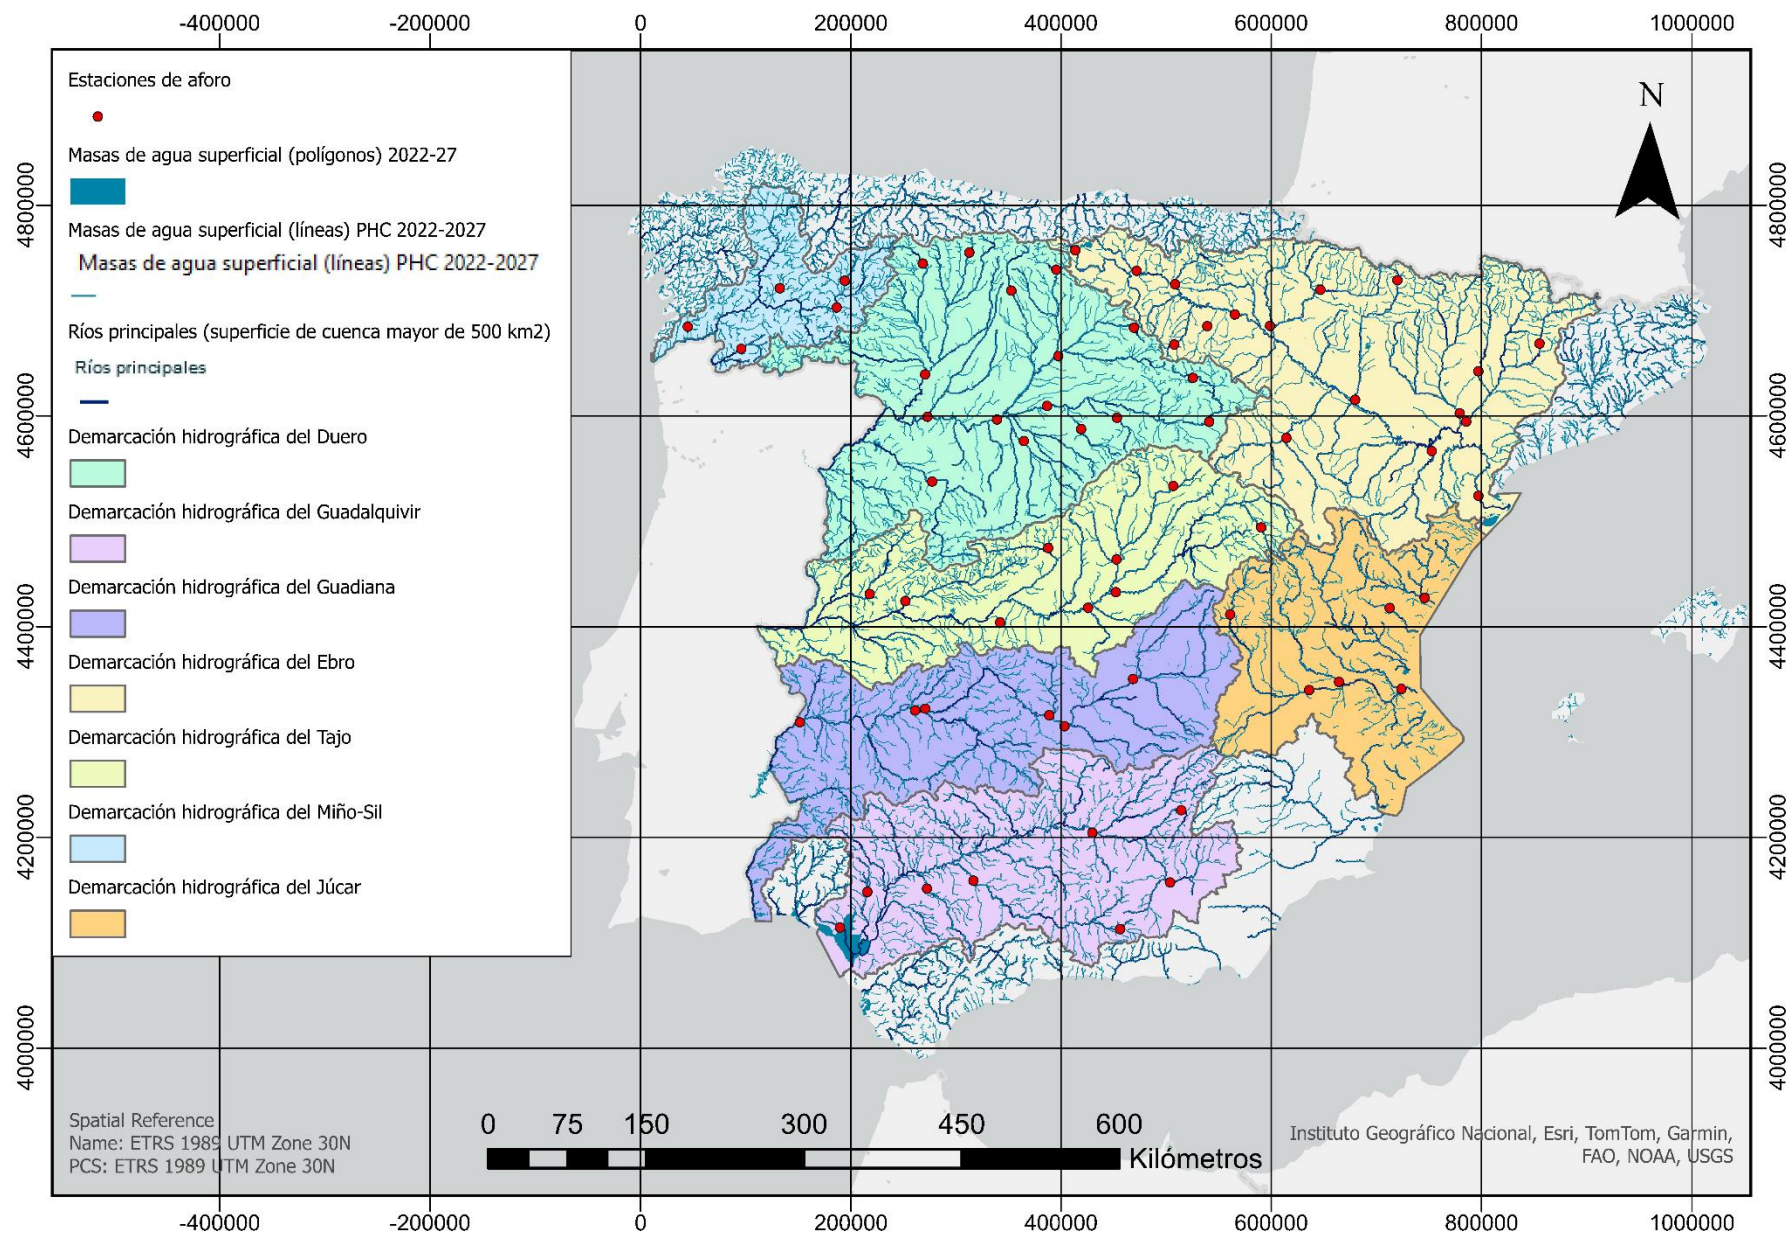 -400000 -200000 0 200000 400000 600000 800000 1000000
Estaciones de aforo
Masas de agua superficial (polígonos) 2022-27
Masas de agua superficial (líneas) PHC 2022-2027
Masas de agua superficial (líneas) PHC 2022-2027
Ríos principales (superficie de cuenca mayor de 500 km2)
Ríos principales
Demarcación hidrográfica del Duero
Demarcación hidrográfica del Guadalquivir
Demarcación hidrográfica del Guadiana
Demarcación hidrográfica del Ebro
Demarcación hidrográfica del Tajo
Demarcación hidrográfica del Miño-Sil
Demarcación hidrográfica del Júcar
N
4800000 4800000
4600000 4600000
4400000 4400000
4200000 4200000
4000000 4000000
Spatial Reference
Name: ETRS 1989 UTM Zone 30N
PCS: ETRS 1989 UTM Zone 30N
0 75 150 300 450 600
Kilómetros
Instituto Geográfico Nacional, Esri, TomTom, Garmin,
FAO, NOAA, USGS
-400000 -200000 0 200000 400000 600000 800000 1000000